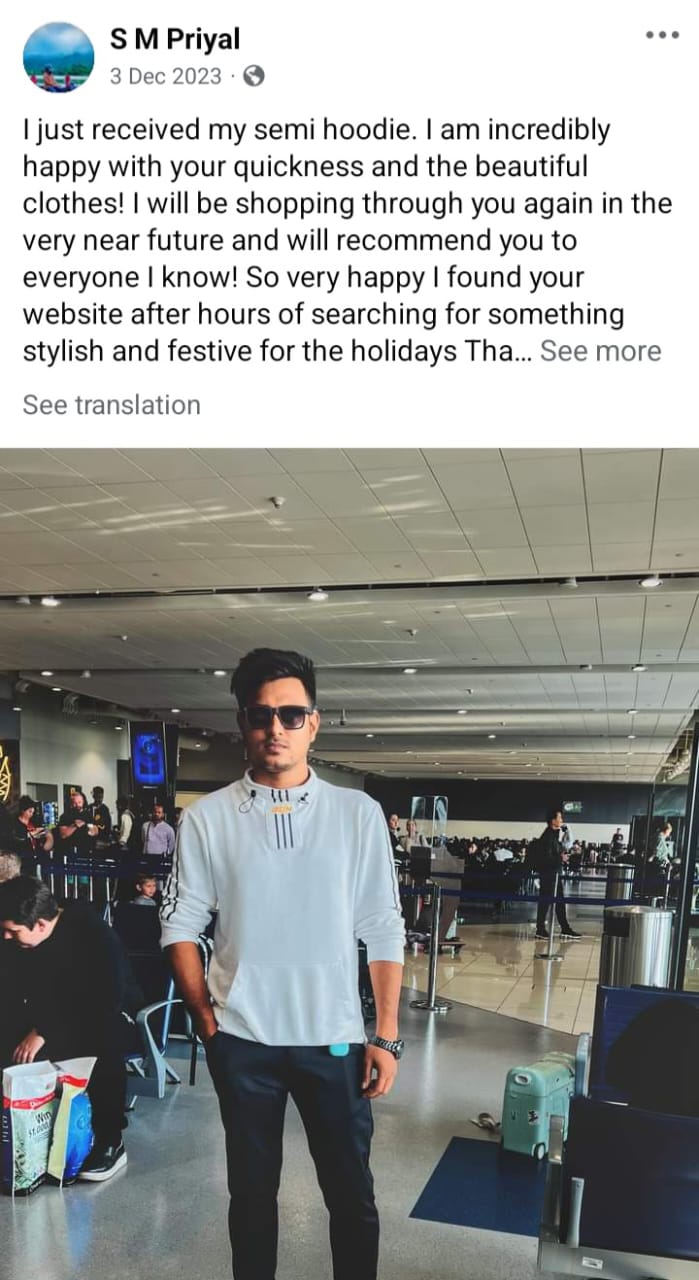 S M Priyal
3 Dec 2023 ·
I just received my semi hoodie. I am incredibly
happy with your quickness and the beautiful
clothes! I will be shopping through you again in the
very near future and will recommend you to
everyone I know! So very happy I found your
website after hours of searching for something
stylish and festive for the holidays Tha... See more
See translation
Win